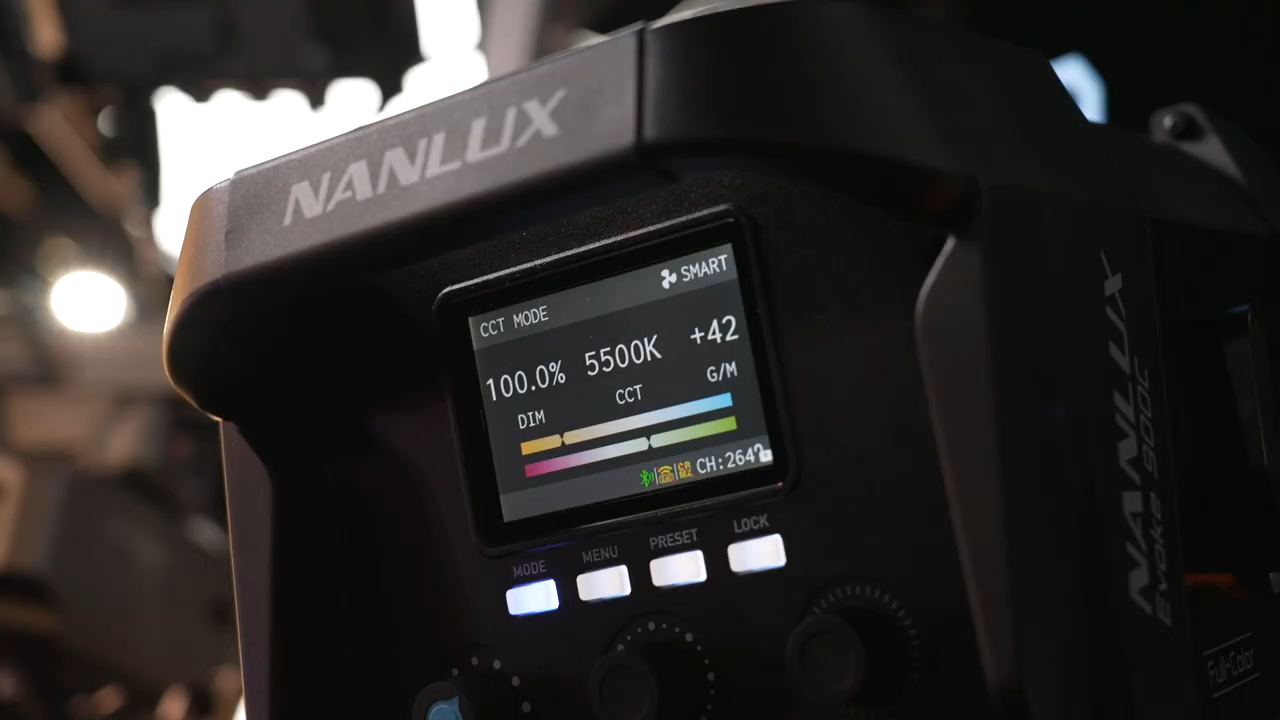 NANLUX
SMART
CCT MODE
100.0% 5500K +42
DIM CCT G/M
CH:264
MODE MENU PRESET LOCK
NANLUX
Evoke 900C
Full-Color